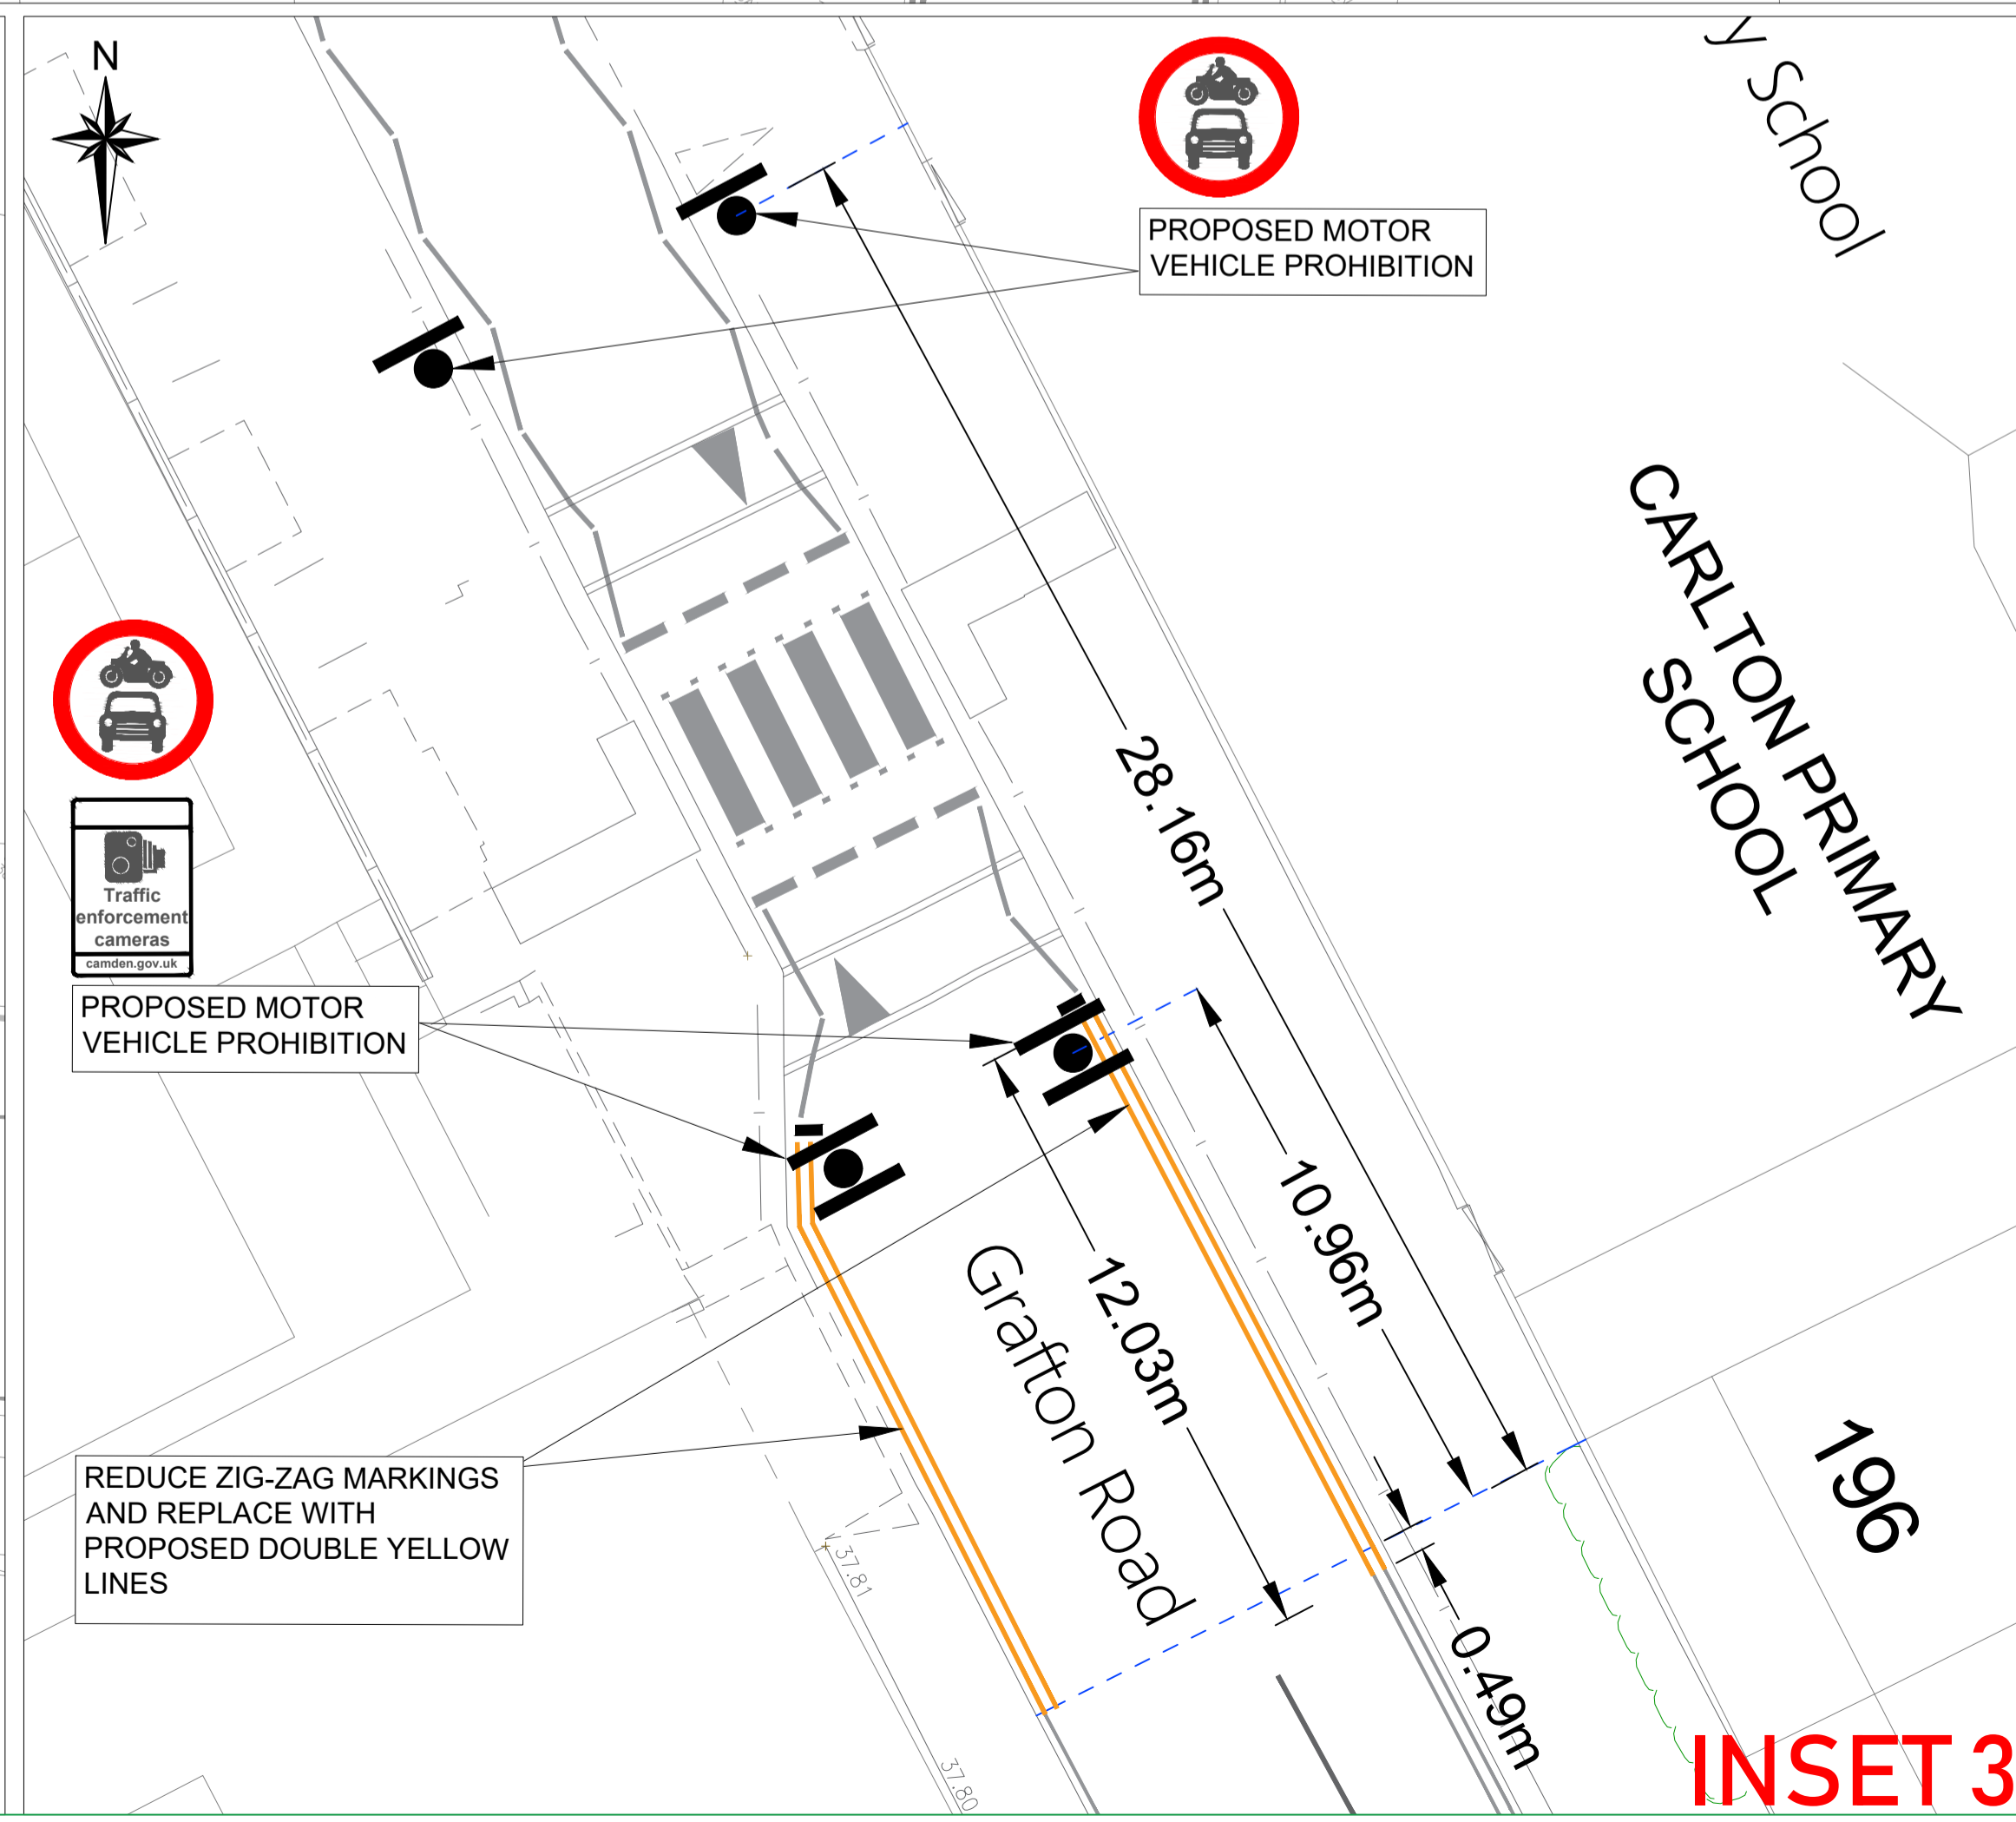 N
y School
PROPOSED MOTOR
VEHICLE PROHIBITION
CARLTON PRIMARY
SCHOOL
28.16m
Traffic
enforcement
cameras
camden.gov.uk
PROPOSED MOTOR
VEHICLE PROHIBITION
10.96m
12.03m
Grafton Road
196
REDUCE ZIG-ZAG MARKINGS
AND REPLACE WITH
PROPOSED DOUBLE YELLOW
LINES
37.81
0.49m
37.80
INSET 3